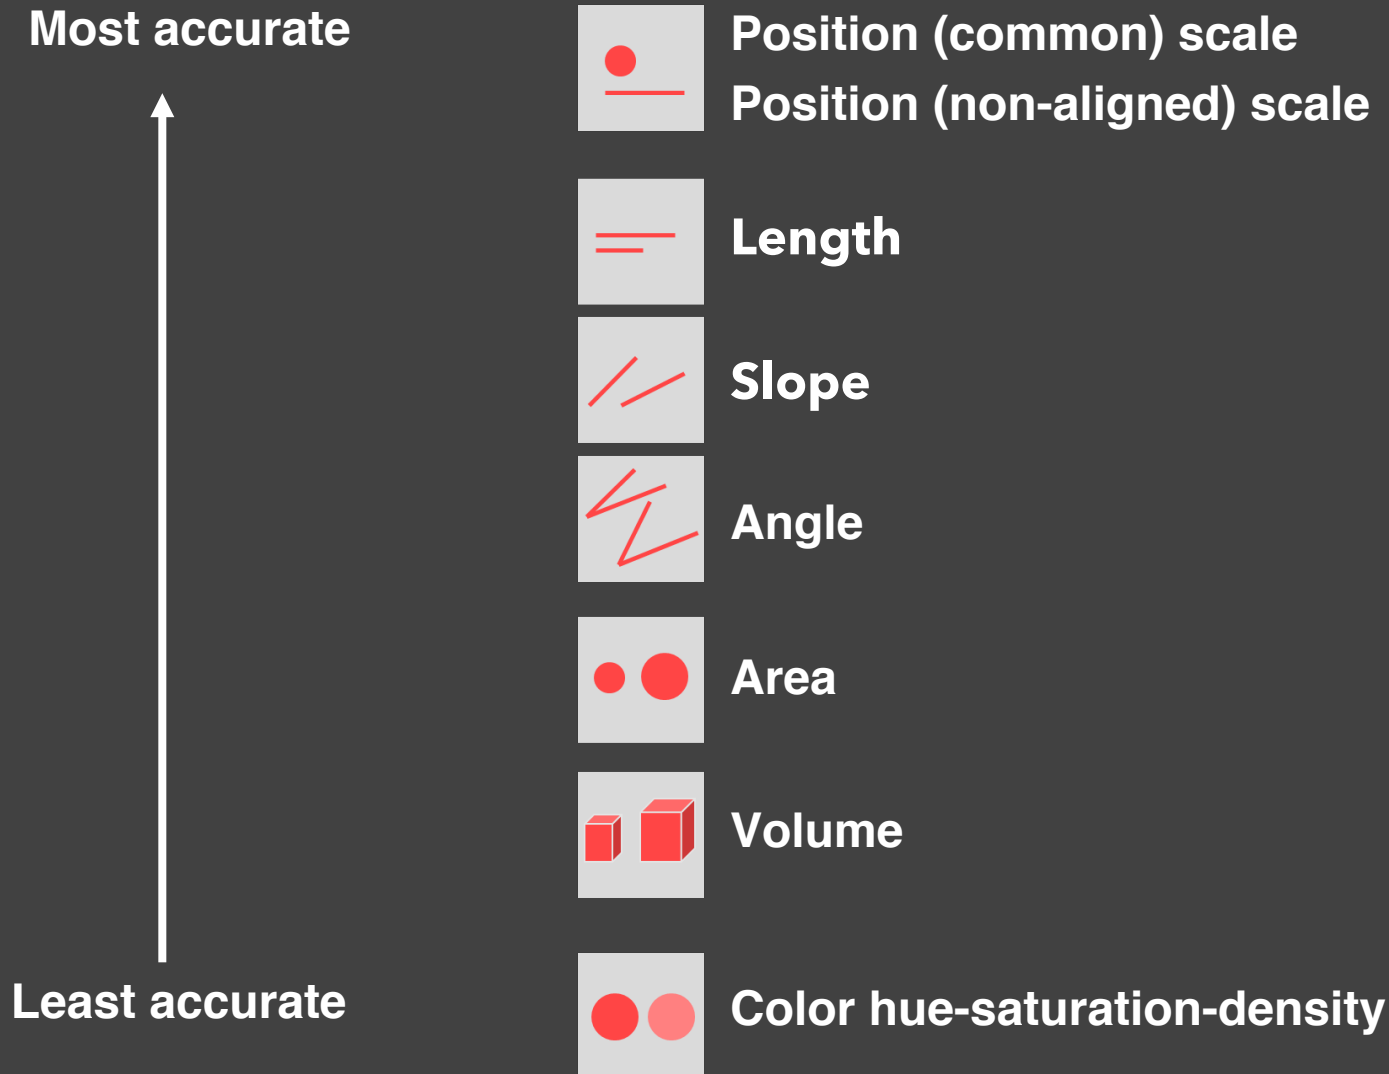 Most accurate
Position (common) scale
Position (non-aligned) scale
Length
Slope
Angle
Area
Volume
Least accurate
Color hue-saturation-density